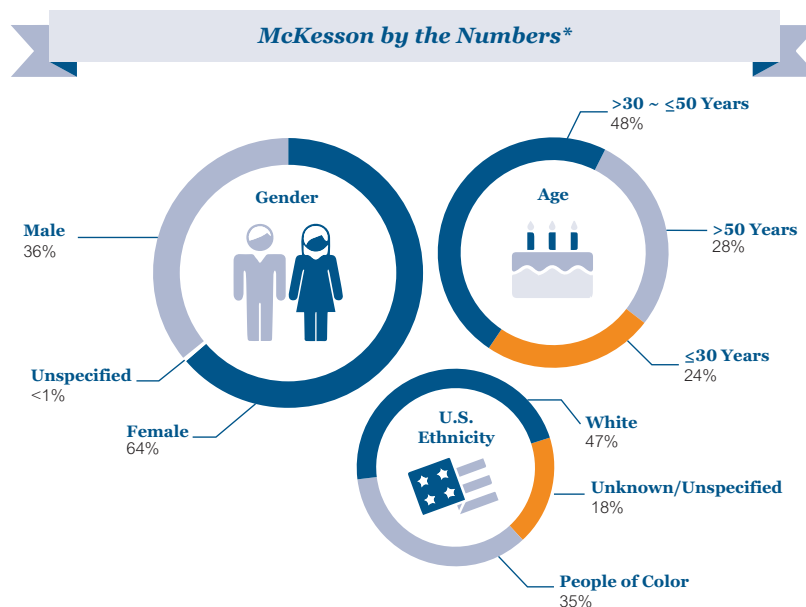 McKesson by the Numbers*
Gender
Male
36%
Unspecified
<1%
Female
64%
Age
>30 ~ ≤50 Years
48%
>50 Years
28%
≤30 Years
24%
U.S.
Ethnicity
White
47%
Unknown/Unspecified
18%
People of Color
35%